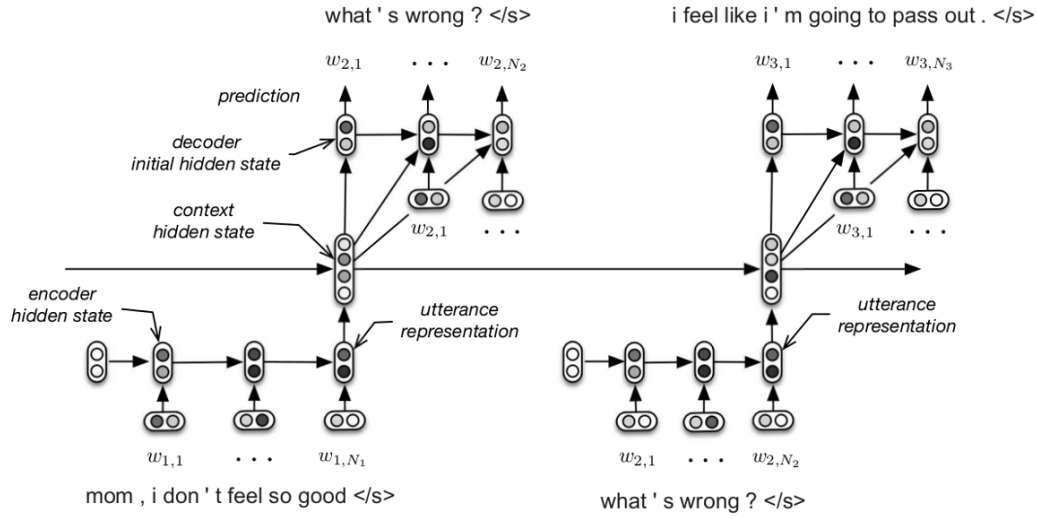 what ' s wrong ? </s>
i feel like i ' m going to pass out . </s>
w2,1 · · · w2,N2
w3,1 · · · w3,N3
prediction
decoder
initial hidden state
context
hidden state
w2,1 · · ·
w3,1 · · ·
encoder
hidden state
utterance
representation
utterance
representation
w1,1 · · · w1,N1
w2,1 · · · w2,N2
mom , i don ' t feel so good </s>
what ' s wrong ? </s>